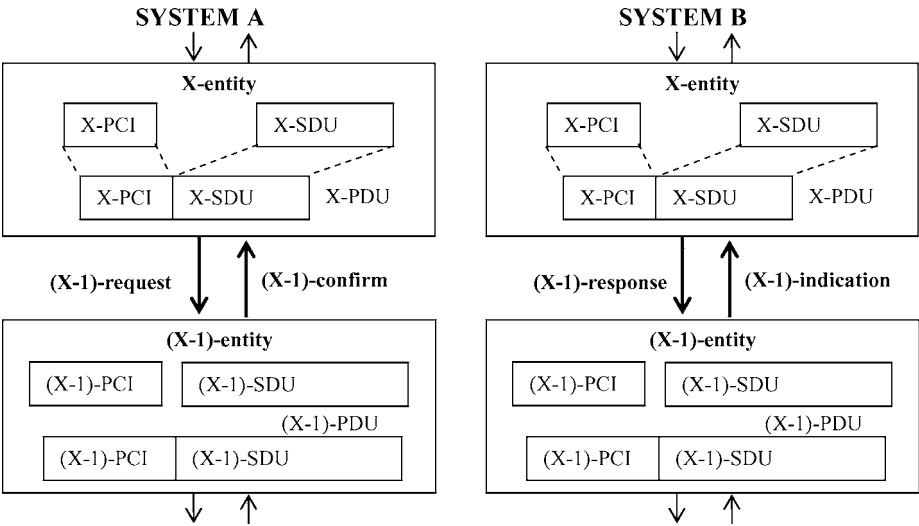 SYSTEM A
SYSTEM B
X-entity
X-entity
X-PCI
X-SDU
X-PCI
X-SDU
X-PCI
X-SDU
X-PDU
X-PCI
X-SDU
X-PDU
(X-1)-request
(X-1)-confirm
(X-1)-response
(X-1)-indication
(X-1)-entity
(X-1)-entity
(X-1)-PCI
(X-1)-SDU
(X-1)-PCI
(X-1)-SDU
(X-1)-PDU
(X-1)-PDU
(X-1)-PCI
(X-1)-SDU
(X-1)-PCI
(X-1)-SDU